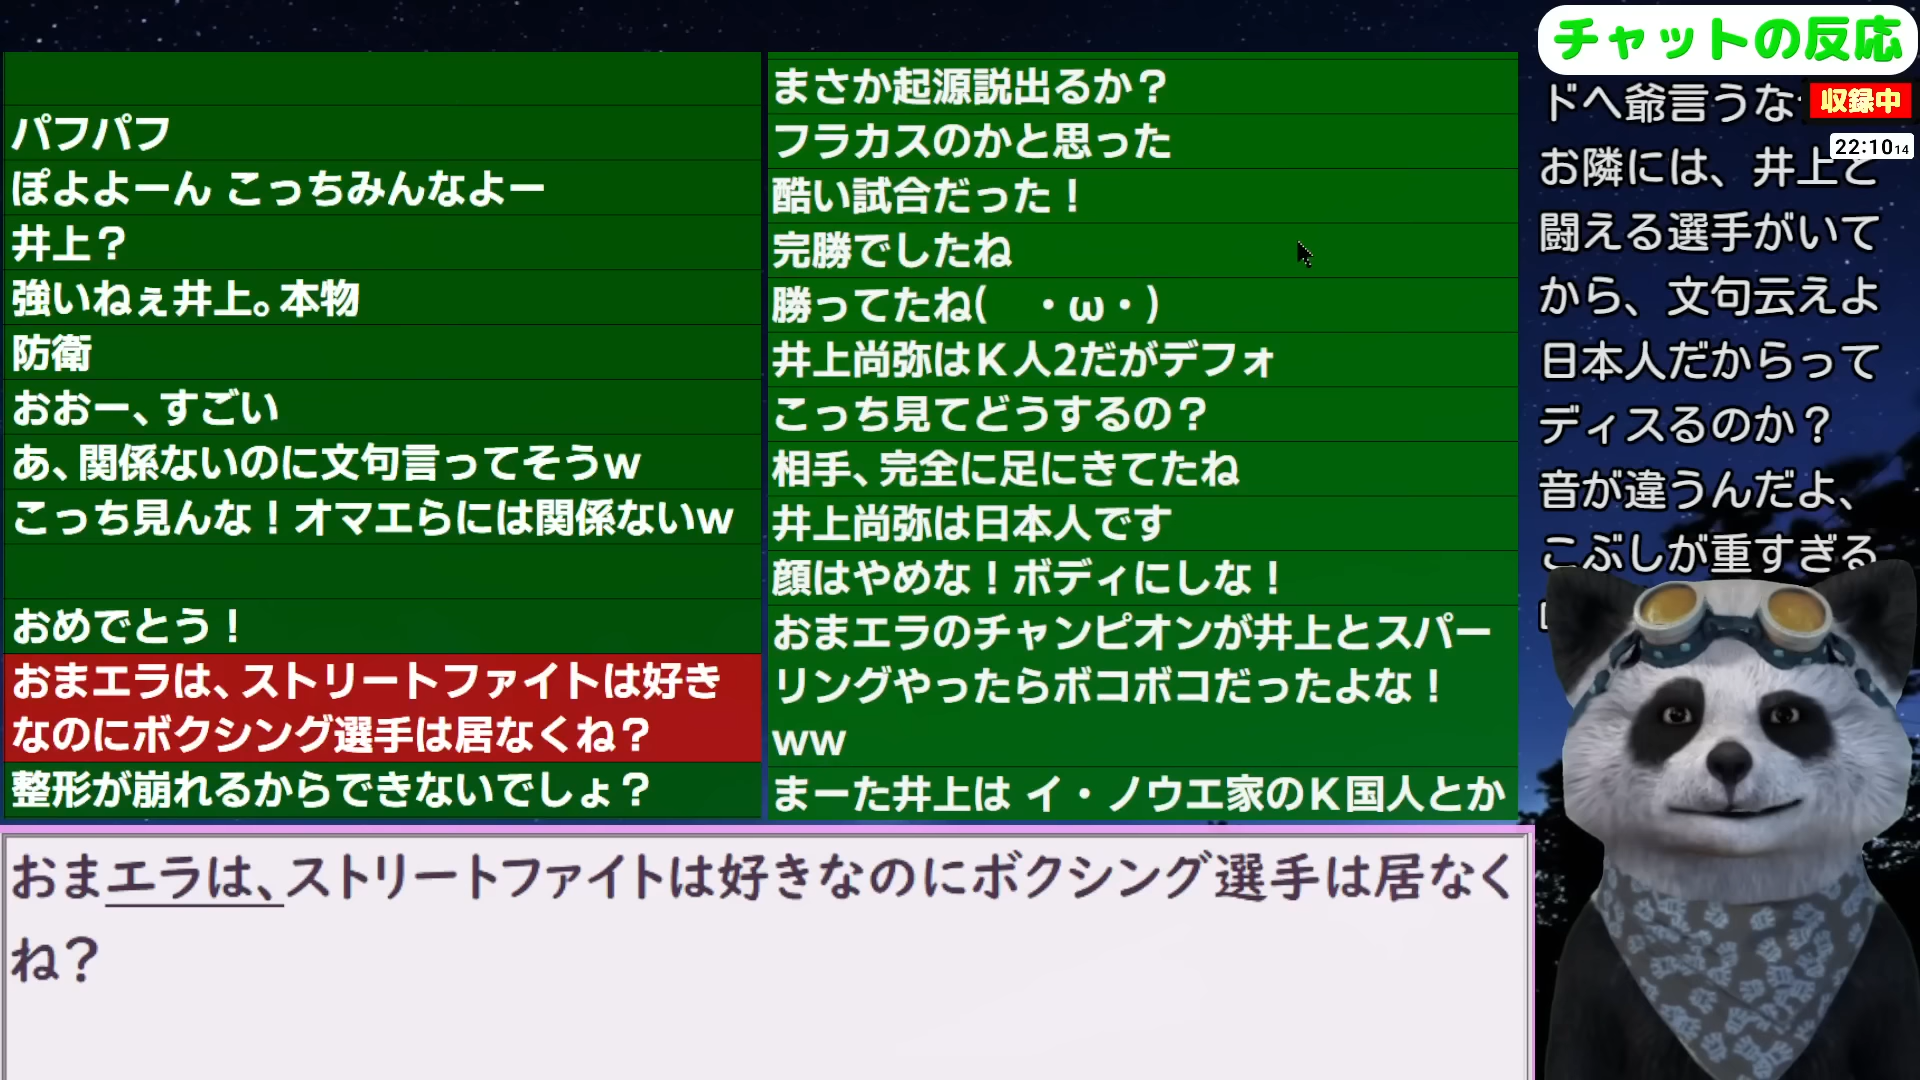 パフパフ
ぽよよーん こっちみんなよー
井上？
強いねぇ井上。本物
防衛
おおー、すごい
あ、関係ないのに文句言ってそうｗ
こっち見んな！オマエらには関係ないｗ
おめでとう！
おまエラは、ストリートファイトは好き
なのにボクシング選手は居なくね？
整形が崩れるからできないでしょ？
まさか起源説出るか？
フラカスのかと思った
酷い試合だった！
完勝でしたね
勝ってたね(　・ω・)
井上尚弥はＫ人2だがデフォ
こっち見てどうするの？
相手、完全に足にきてたね
井上尚弥は日本人です
顔はやめな！ボディにしな！
おまエラのチャンピオンが井上とスパー
リングやったらボコボコだったよな！
ww
まーた井上は イ・ノウエ家のＫ国人とか
チャットの反応
ドヘ爺言うな
収録中
22:10 14
お隣には、井上と
闘える選手がいて
から、文句云えよ
日本人だからって
ディスるのか？
音が違うんだよ、
こぶしが重すぎる
おまエラは、ストリートファイトは好きなのにボクシング選手は居なく
ね？